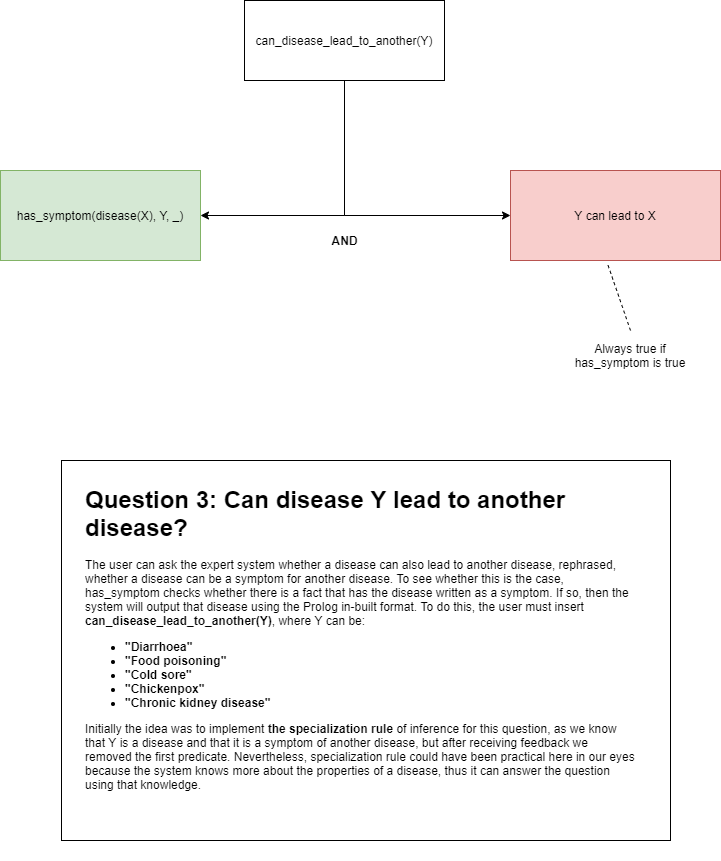 can_disease_lead_to_another(Y)
has_symptom(disease(X), Y, _)
Y can lead to X
AND
Always true if
has_symptom is true
Question 3: Can disease Y lead to another
disease?
The user can ask the expert system whether a disease can also lead to another disease, rephrased,
whether a disease can be a symptom for another disease. To see whether this is the case,
has_symptom checks whether there is a fact that has the disease written as a symptom. If so, then the
system will output that disease using the Prolog in-built format. To do this, the user must insert
can_disease_lead_to_another(Y), where Y can be:
• "Diarrhoea"
• "Food poisoning"
• "Cold sore"
• "Chickenpox"
• "Chronic kidney disease"
Initially the idea was to implement the specialization rule of inference for this question, as we know
that Y is a disease and that it is a symptom of another disease, but after receiving feedback we
removed the first predicate. Nevertheless, specialization rule could have been practical here in our eyes
because the system knows more about the properties of a disease, thus it can answer the question
using that knowledge.